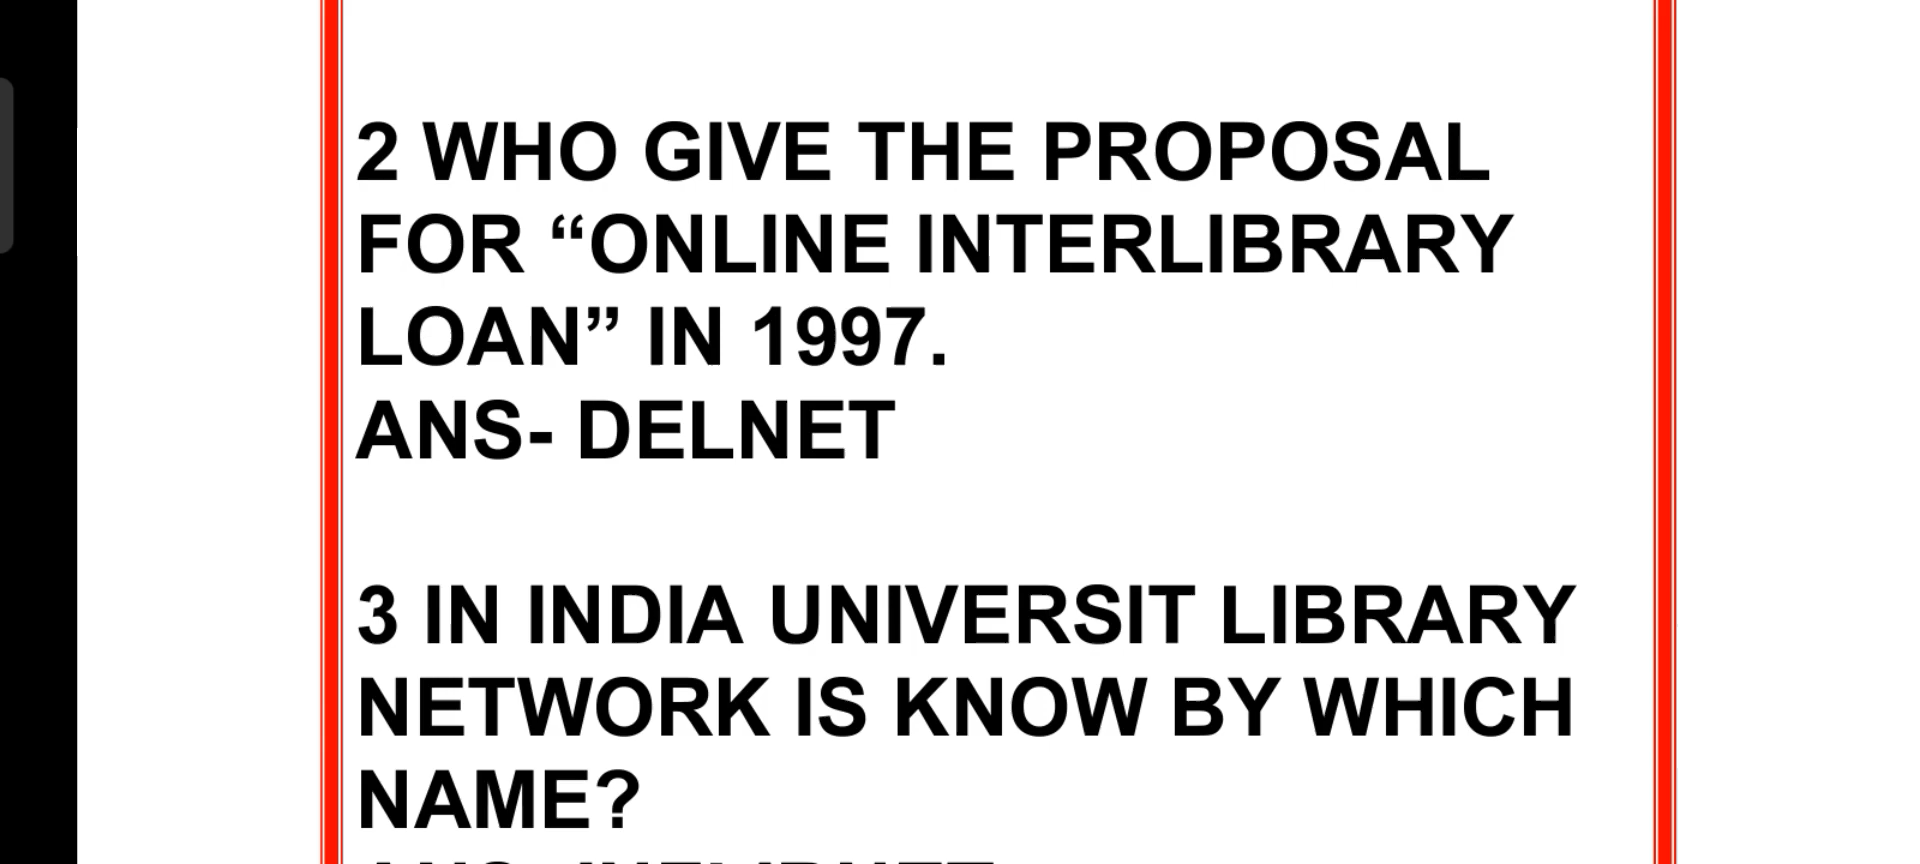 2 WHO GIVE THE PROPOSAL
FOR “ONLINE INTERLIBRARY
LOAN” IN 1997.
ANS- DELNET
3 IN INDIA UNIVERSIT LIBRARY
NETWORK IS KNOW BY WHICH
NAME?